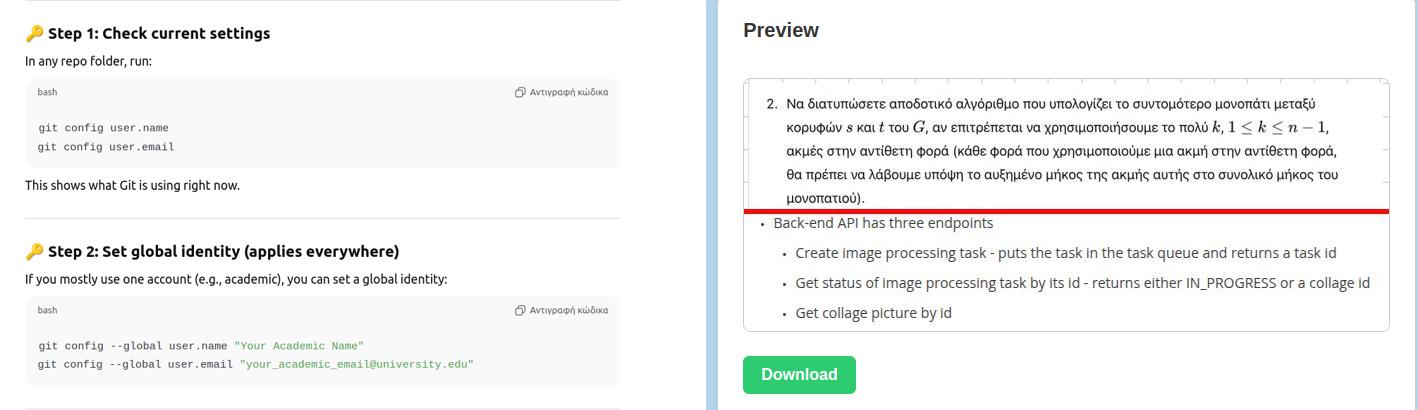 🔑 Step 1: Check current settings
In any repo folder, run:
bash
Αντιγραφή κώδικα
git config user.name
git config user.email
This shows what Git is using right now.
🔑 Step 2: Set global identity (applies everywhere)
If you mostly use one account (e.g., academic), you can set a global identity:
bash
Αντιγραφή κώδικα
git config --global user.name "Your Academic Name"
git config --global user.email "your_academic_email@university.edu"
Preview
2. Να διατυπώσετε αποδοτικό αλγόριθμο που υπολογίζει το συντομότερο μονοπάτι μεταξύ
κορυφών s και t του G, αν επιτρέπεται να χρησιμοποιήσουμε το πολύ k, 1 ≤ k ≤ n − 1,
ακμές στην αντίθετη φορά (κάθε φορά που χρησιμοποιούμε μια ακμή στην αντίθετη φορά,
θα πρέπει να λάβουμε υπόψη το αυξημένο μήκος της ακμής αυτής στο συνολικό μήκος του
μονοπατιού).
• Back-end API has three endpoints
• Create image processing task - puts the task in the task queue and returns a task id
• Get status of image processing task by its id - returns either IN_PROGRESS or a collage id
• Get collage picture by id
Download